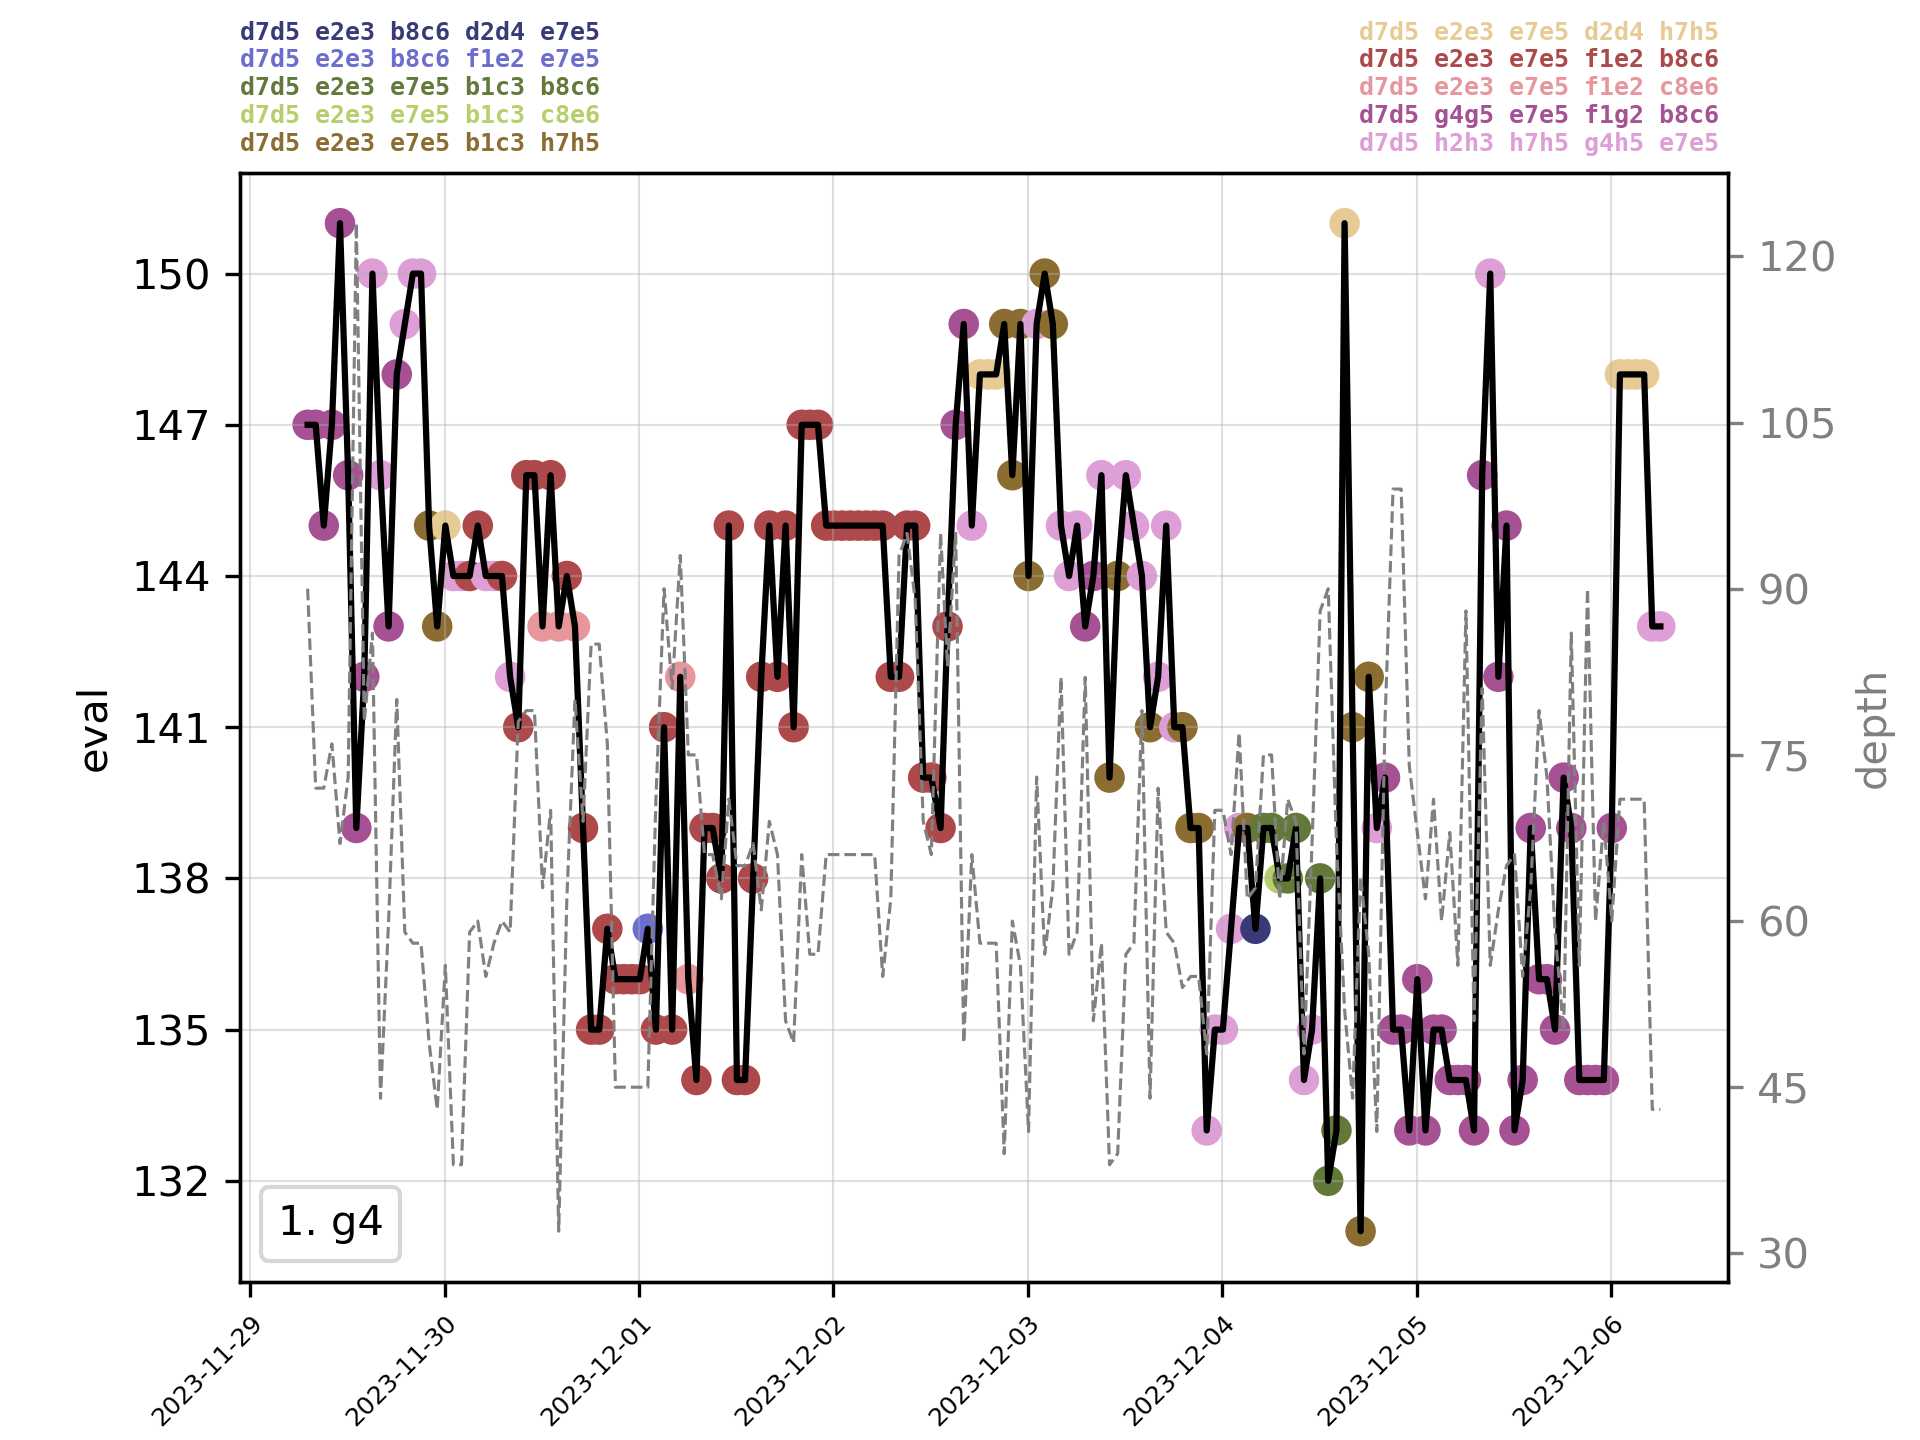 d7d5 e2e3 b8c6 d2d4 e7e5
d7d5 e2e3 b8c6 f1e2 e7e5
d7d5 e2e3 e7e5 b1c3 b8c6
d7d5 e2e3 e7e5 b1c3 c8e6
d7d5 e2e3 e7e5 b1c3 h7h5
d7d5 e2e3 e7e5 d2d4 h7h5
d7d5 e2e3 e7e5 f1e2 b8c6
d7d5 e2e3 e7e5 f1e2 c8e6
d7d5 g4g5 e7e5 f1g2 b8c6
d7d5 h2h3 h7h5 g4h5 e7e5
150
147
144
141
138
135
132
eval
120
105
90
75
60
45
30
depth
1. g4
2023-11-29
2023-11-30
2023-12-01
2023-12-02
2023-12-03
2023-12-04
2023-12-05
2023-12-06